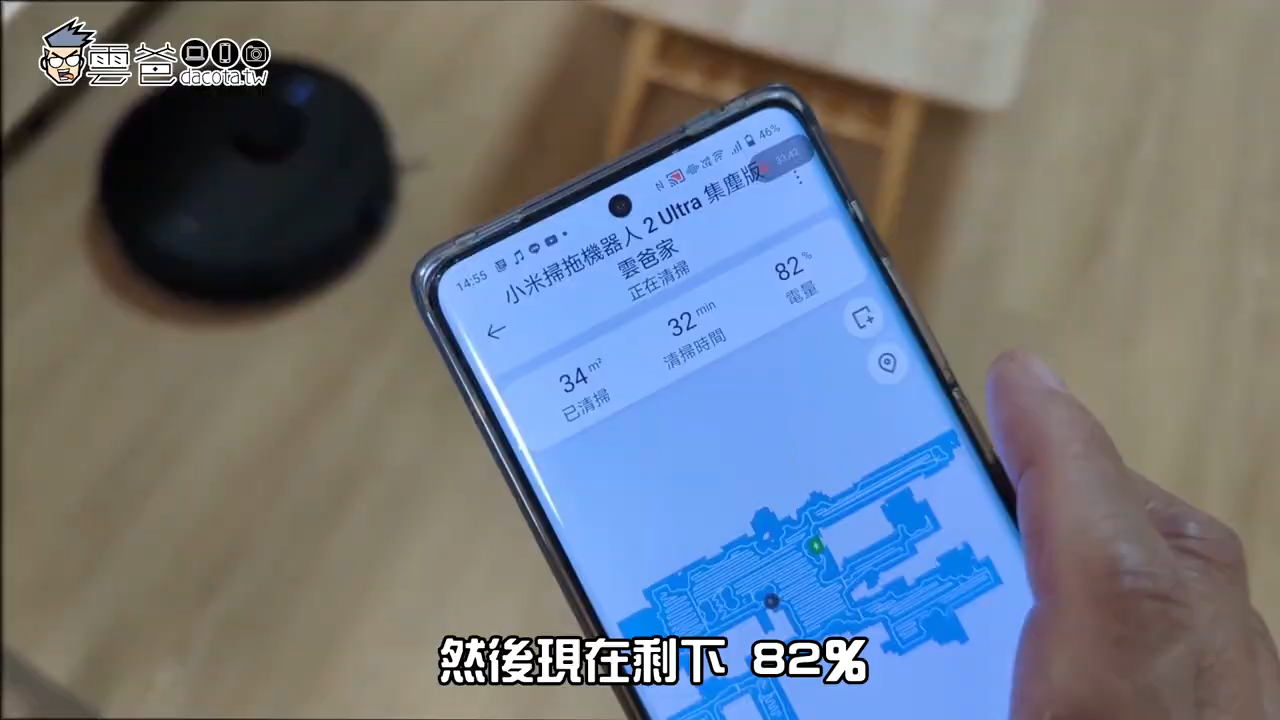 雲爸
dacota.tw
14:55
46%
33:42
小米掃拖機器人 2 Ultra 集塵版
雲爸家
正在清掃
34 m²
已清掃
32 min
清掃時間
82 %
電量
然後現在剩下 82%